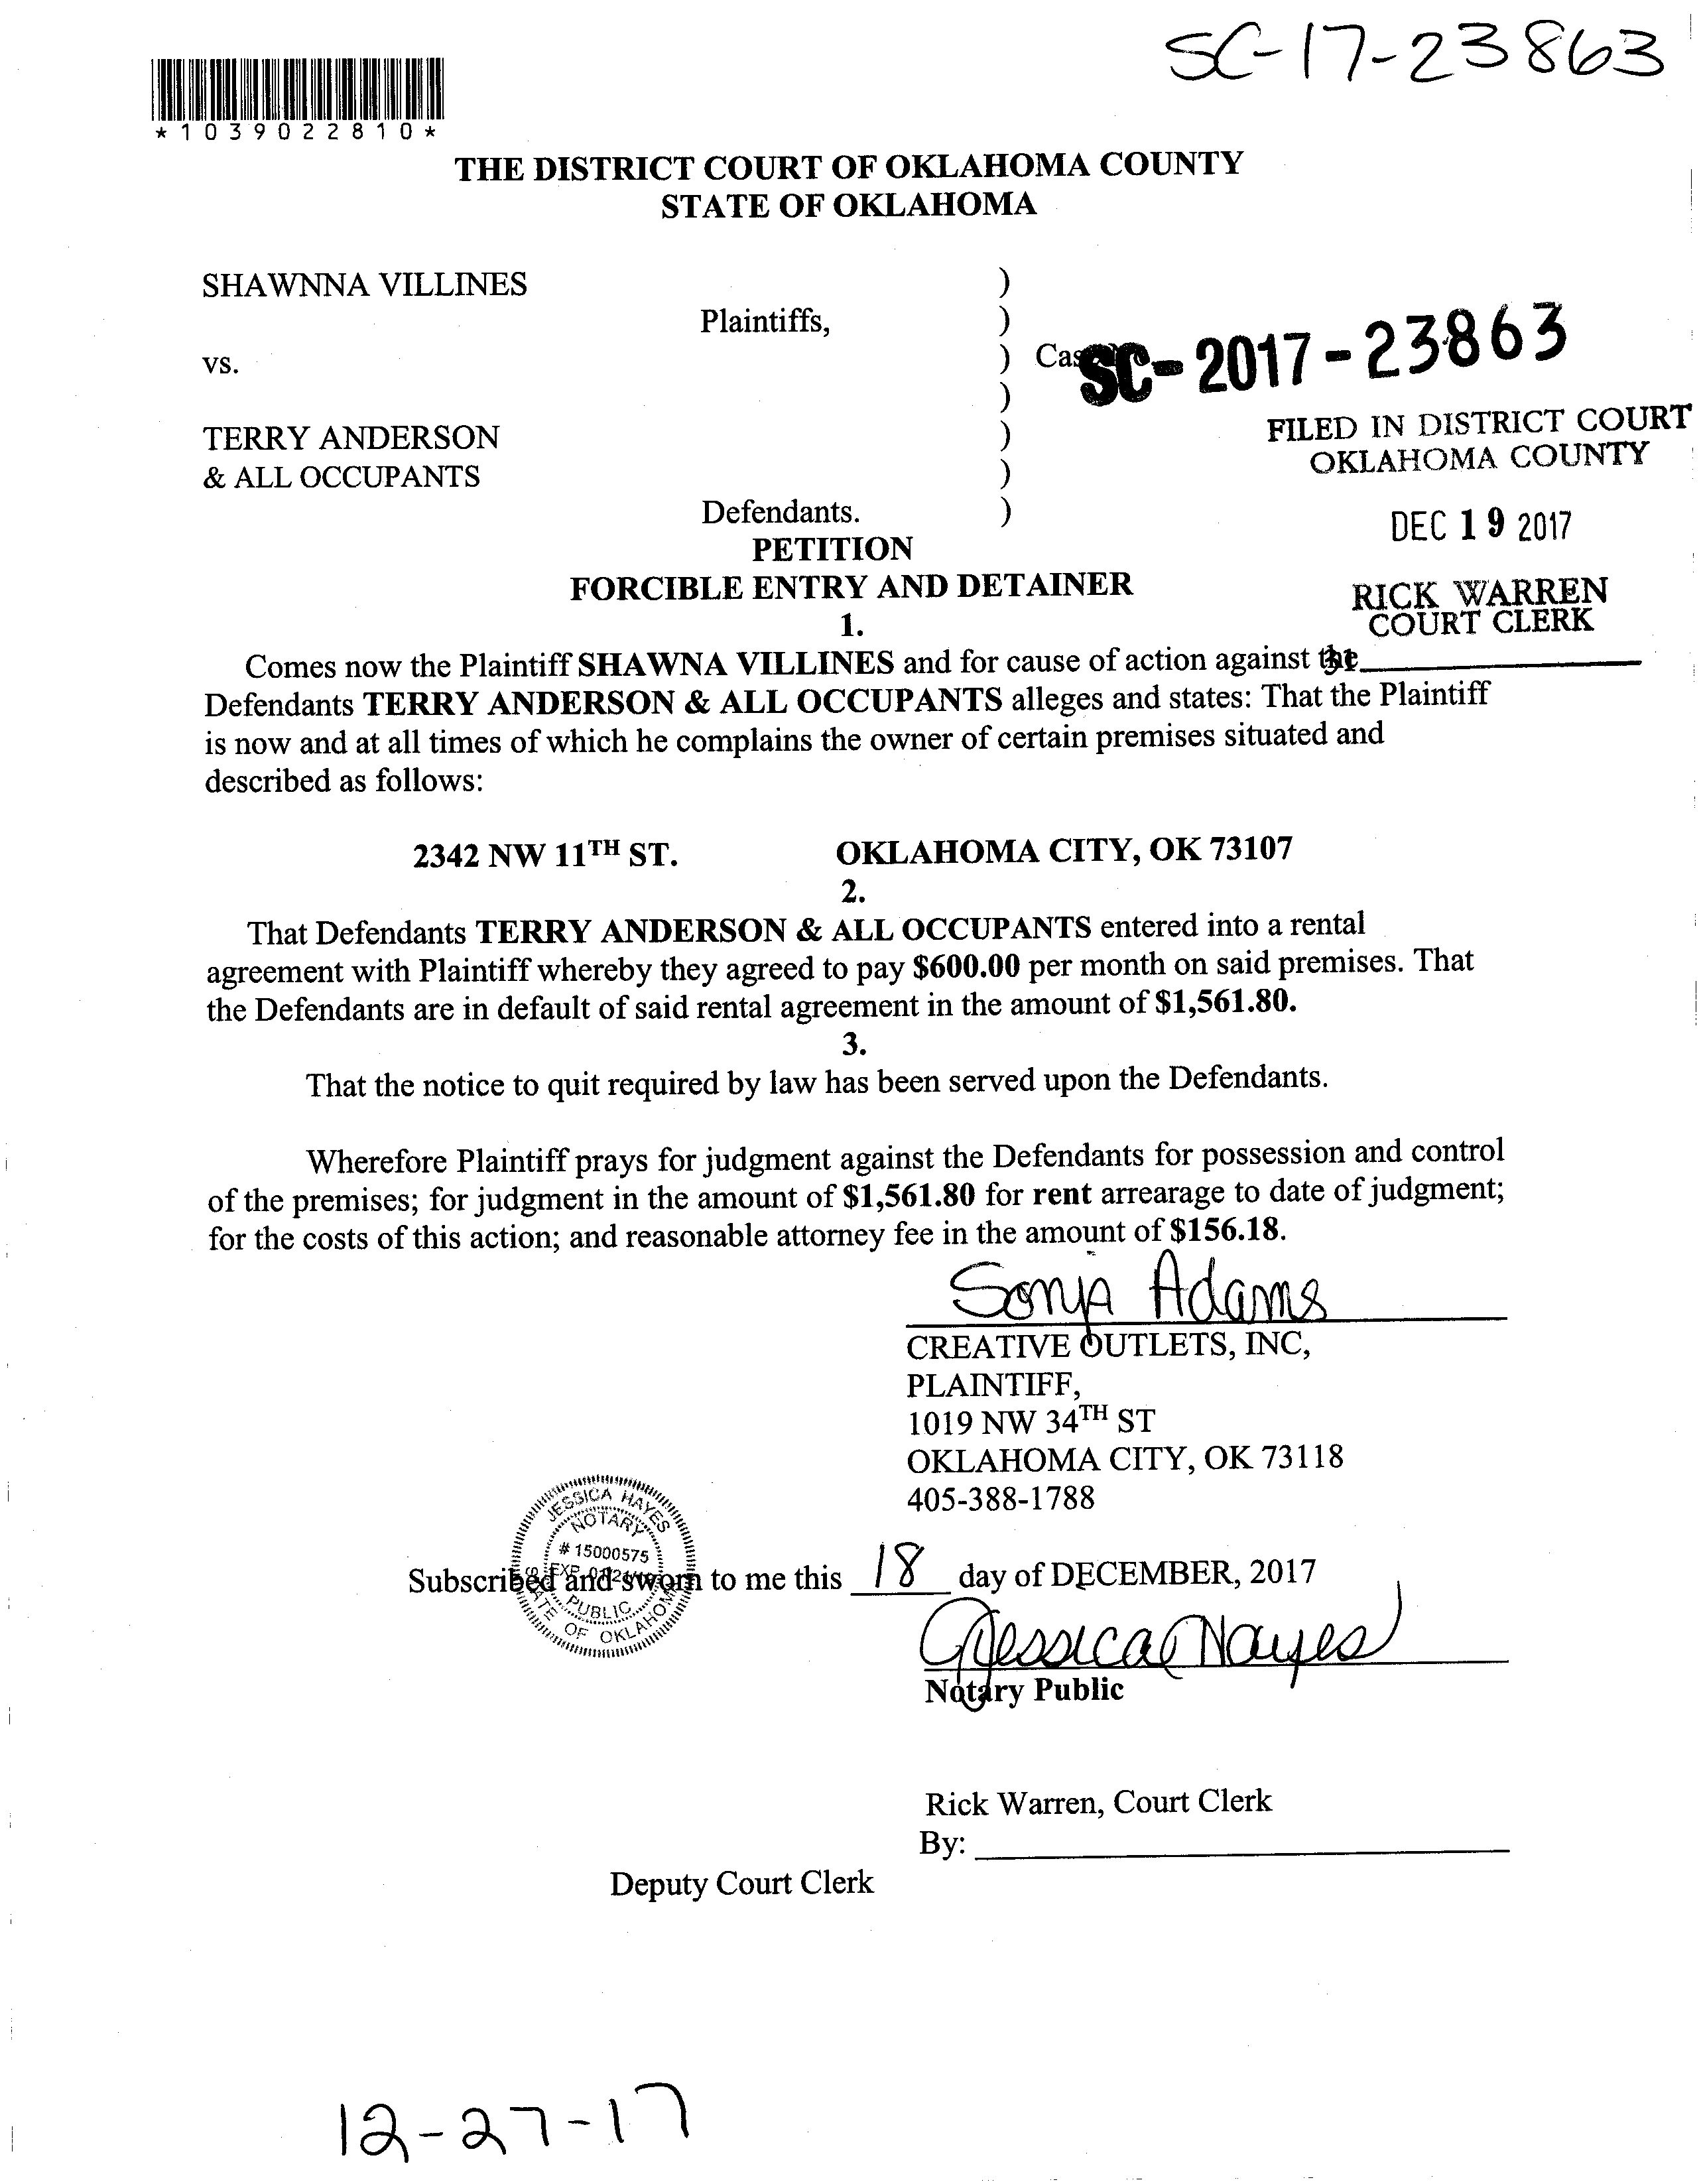 SC-17-23863
*1039022810*
THE DISTRICT COURT OF OKLAHOMA COUNTY
STATE OF OKLAHOMA
SHAWNNA VILLINES )
Plaintiffs, )
vs. ) Cas
SC-2017-23863
)
TERRY ANDERSON )
& ALL OCCUPANTS )
Defendants. )
FILED IN DISTRICT COURT
OKLAHOMA COUNTY
DEC 19 2017
RICK WARREN
COURT CLERK
31
PETITION
FORCIBLE ENTRY AND DETAINER
1.
Comes now the Plaintiff SHAWNA VILLINES and for cause of action against the
Defendants TERRY ANDERSON & ALL OCCUPANTS alleges and states: That the Plaintiff
is now and at all times of which he complains the owner of certain premises situated and
described as follows:
2342 NW 11TH ST. OKLAHOMA CITY, OK 73107
2.
That Defendants TERRY ANDERSON & ALL OCCUPANTS entered into a rental
agreement with Plaintiff whereby they agreed to pay $600.00 per month on said premises. That
the Defendants are in default of said rental agreement in the amount of $1,561.80.
3.
That the notice to quit required by law has been served upon the Defendants.
Wherefore Plaintiff prays for judgment against the Defendants for possession and control
of the premises; for judgment in the amount of $1,561.80 for rent arrearage to date of judgment;
for the costs of this action; and reasonable attorney fee in the amount of $156.18.
Sonja Adams
CREATIVE OUTLETS, INC,
PLAINTIFF,
1019 NW 34TH ST
OKLAHOMA CITY, OK 73118
405-388-1788
JESSICA HAYES
NOTARY
# 15000575
EXP.
PUBLIC
STATE OF OKLAHOMA
Subscribed and sworn to me this 18 day of DECEMBER, 2017
Jessica Hayes
Notary Public
Rick Warren, Court Clerk
By:
Deputy Court Clerk
12-27-17